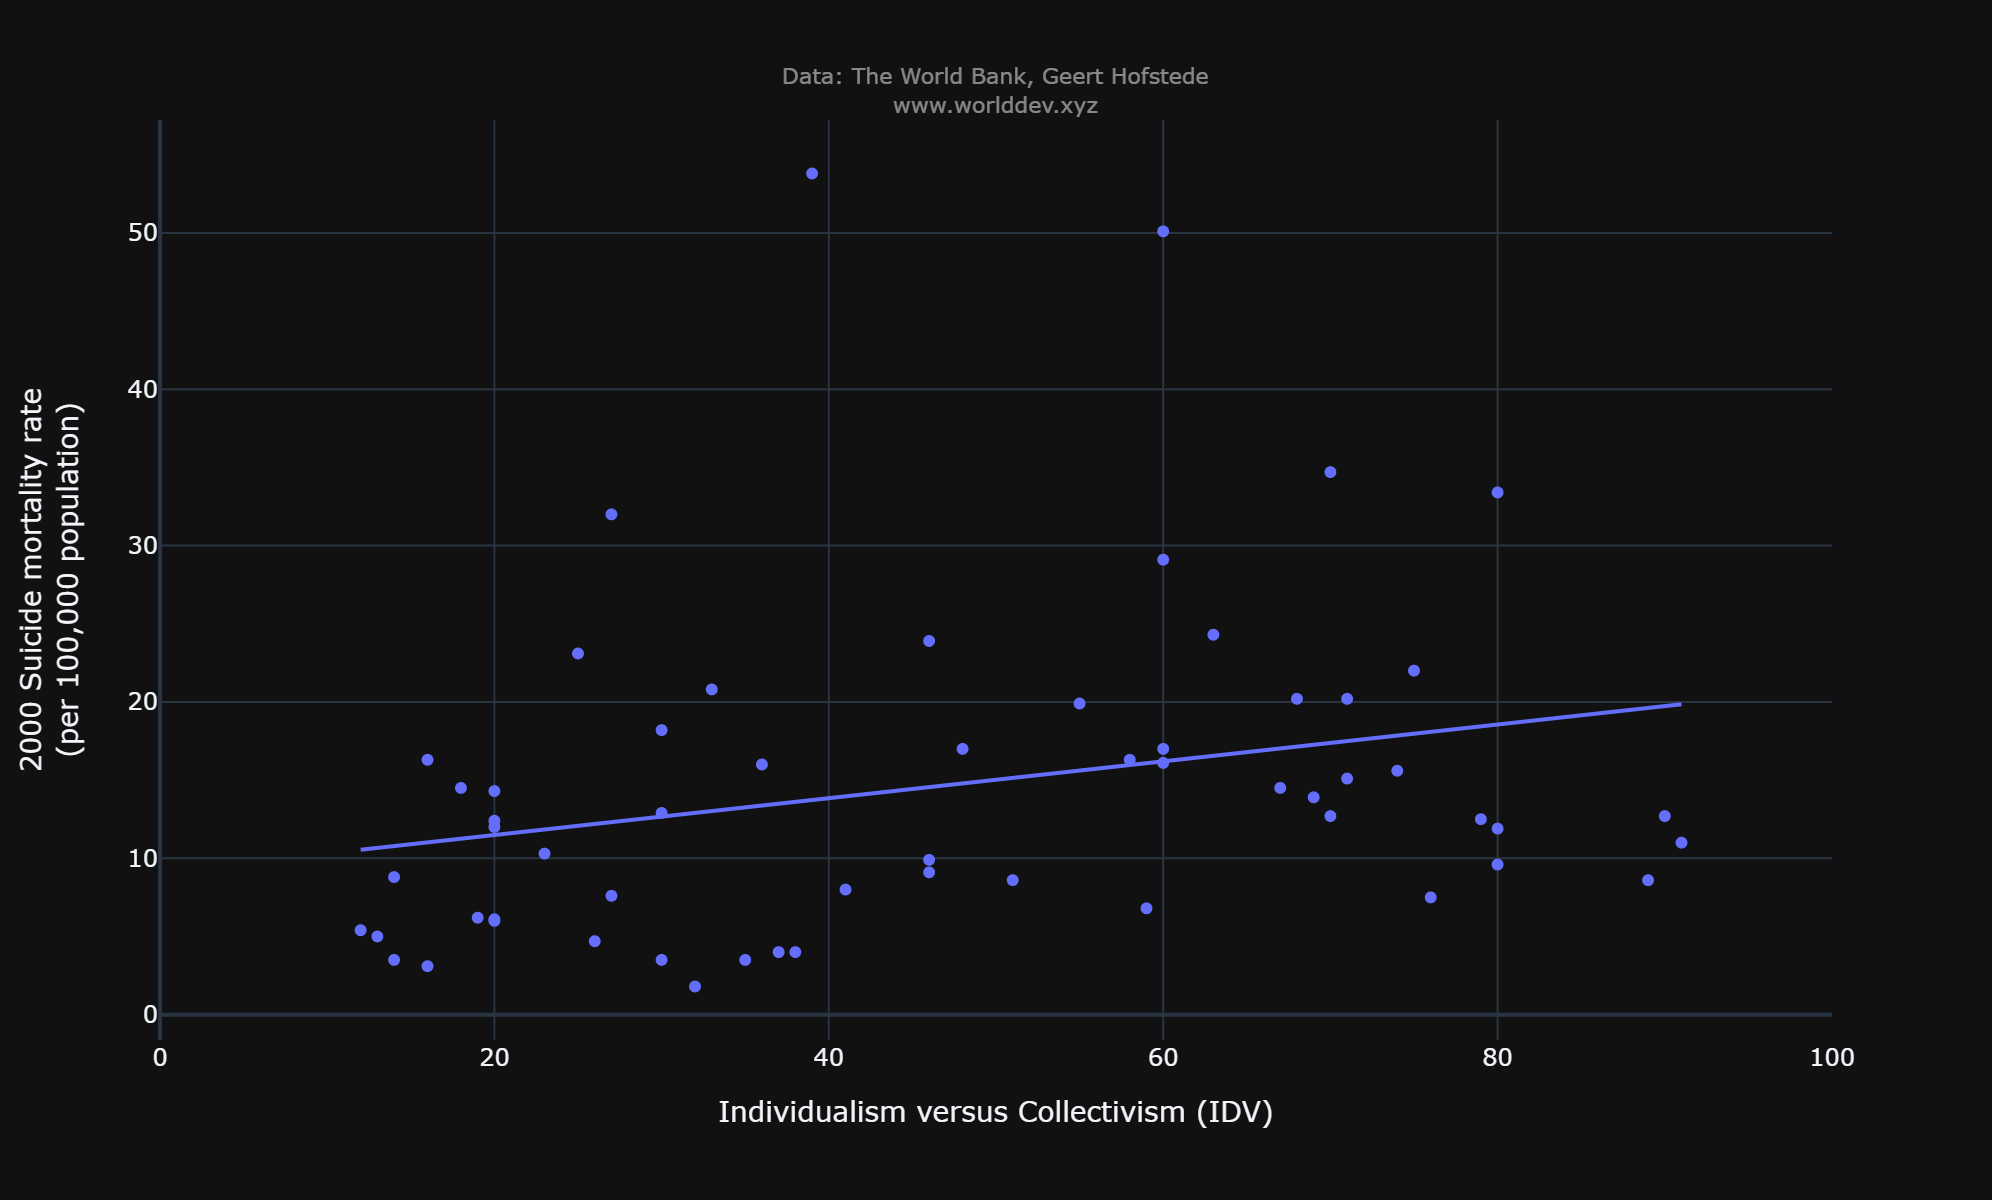 Data: The World Bank, Geert Hofstede
www.worlddev.xyz
50
40
30
20
10
0
2000 Suicide mortality rate
(per 100,000 population)
0
20
40
60
80
100
Individualism versus Collectivism (IDV)